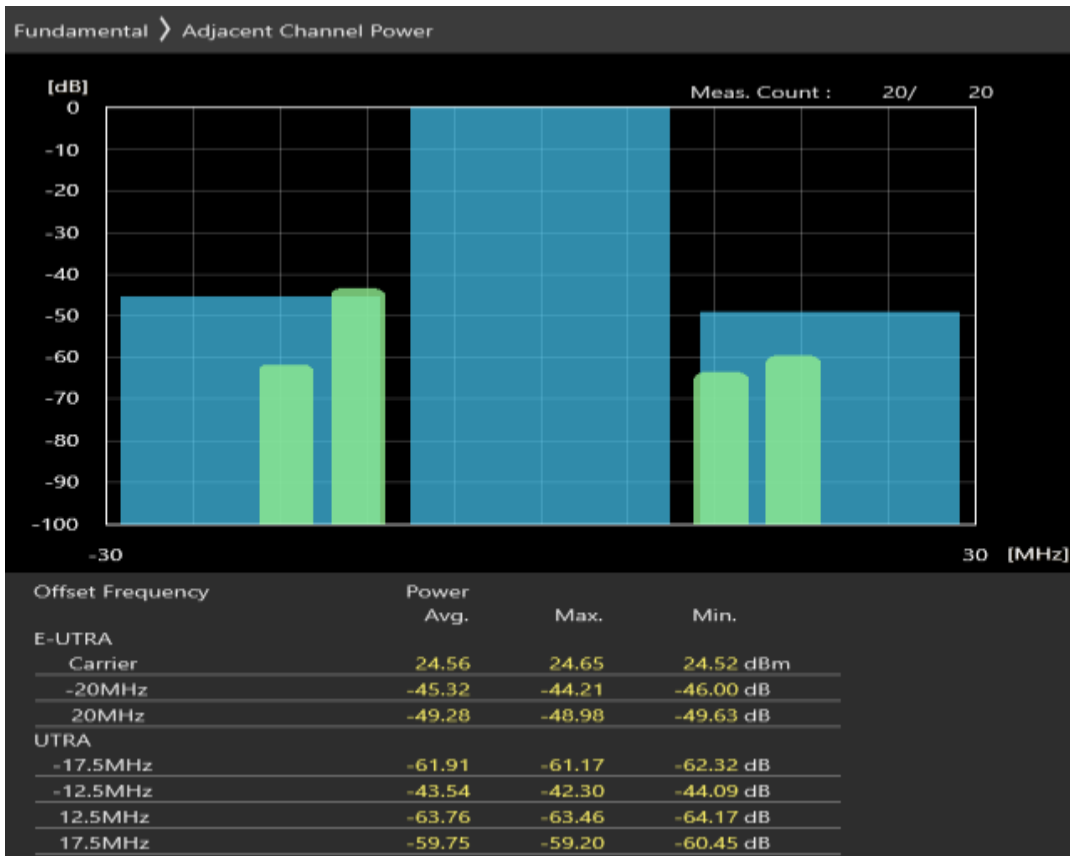 Fundamental 〉 Adjacent Channel Power
[dB]
Meas. Count : 20/ 20
0
-10
-20
-30
-40
-50
-60
-70
-80
-90
-100
-30 30 [MHz]
Offset Frequency Power
Avg. Max. Min.
E-UTRA
Carrier 24.56 24.65 24.52 dBm
-20MHz -45.32 -44.21 -46.00 dB
20MHz -49.28 -48.98 -49.63 dB
UTRA
-17.5MHz -61.91 -61.17 -62.32 dB
-12.5MHz -43.54 -42.30 -44.09 dB
12.5MHz -63.76 -63.46 -64.17 dB
17.5MHz -59.75 -59.20 -60.45 dB